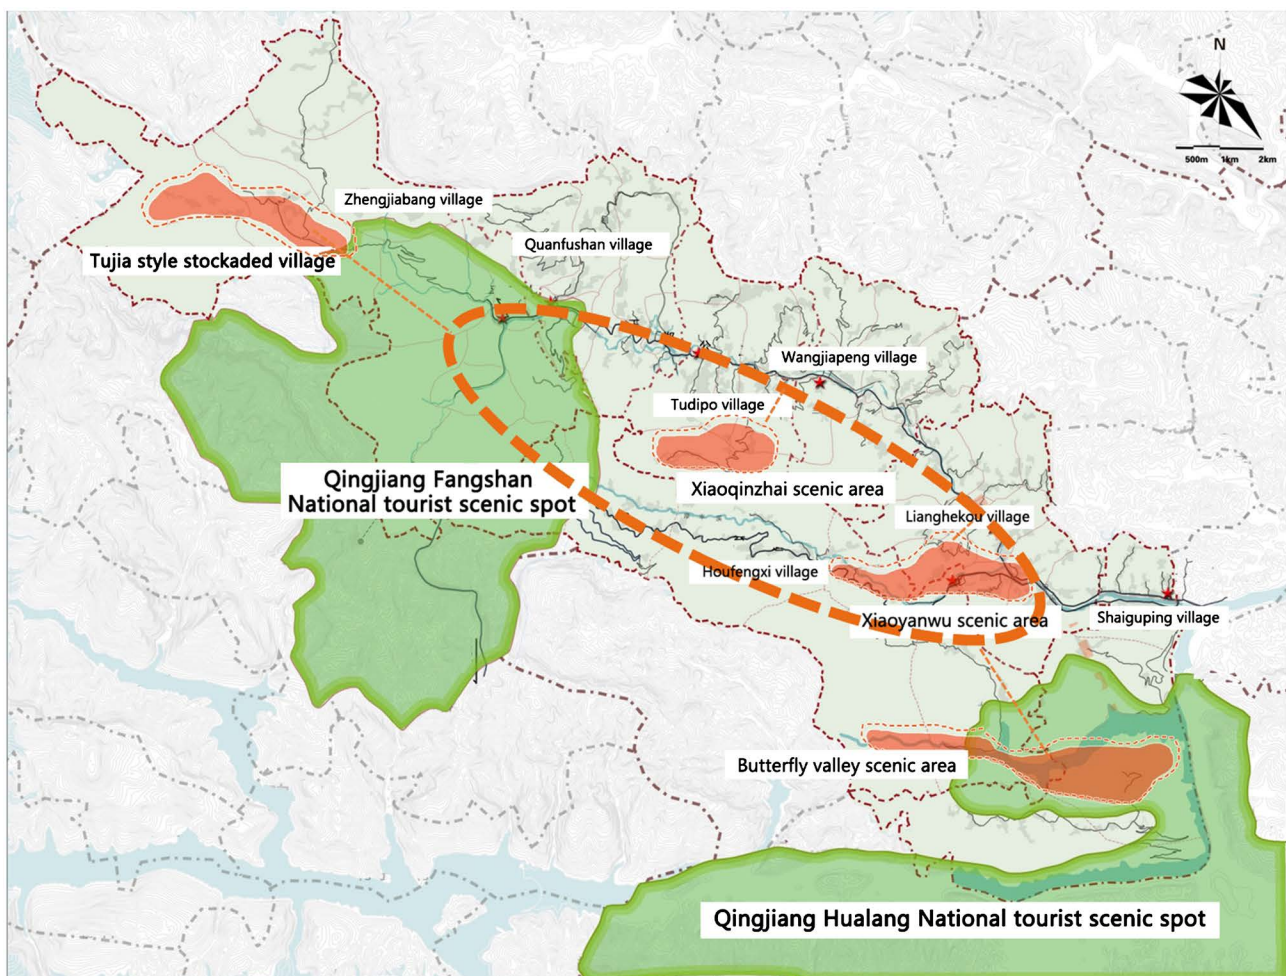 N
500m 1km 2km
Zhengjiabang village
Quanfushan village
Tujia style stockaded village
Wangjiapeng village
Tudipo village
Qingjiang Fangshan
National tourist scenic spot
Xiaoqinzhai scenic area
Lianghekou village
Houfengxi village
Xiaoyanwu scenic area
Shaiguping village
Butterfly valley scenic area
Qingjiang Hualang National tourist scenic spot